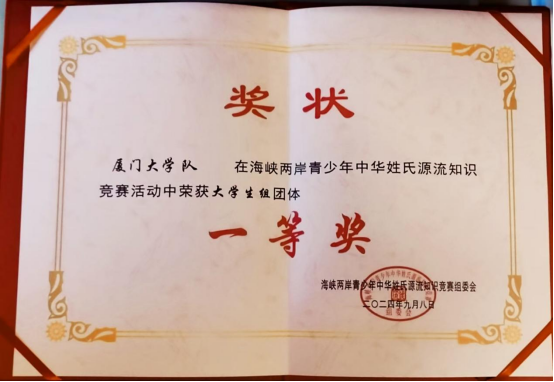 奖状
厦门大学队 在海峡两岸青少年中华姓氏源流知识
竞赛活动中荣获大学生组团体
一等奖
海峡两岸青少年中华姓氏源流知识竞赛组委会
二〇二四年九月八日